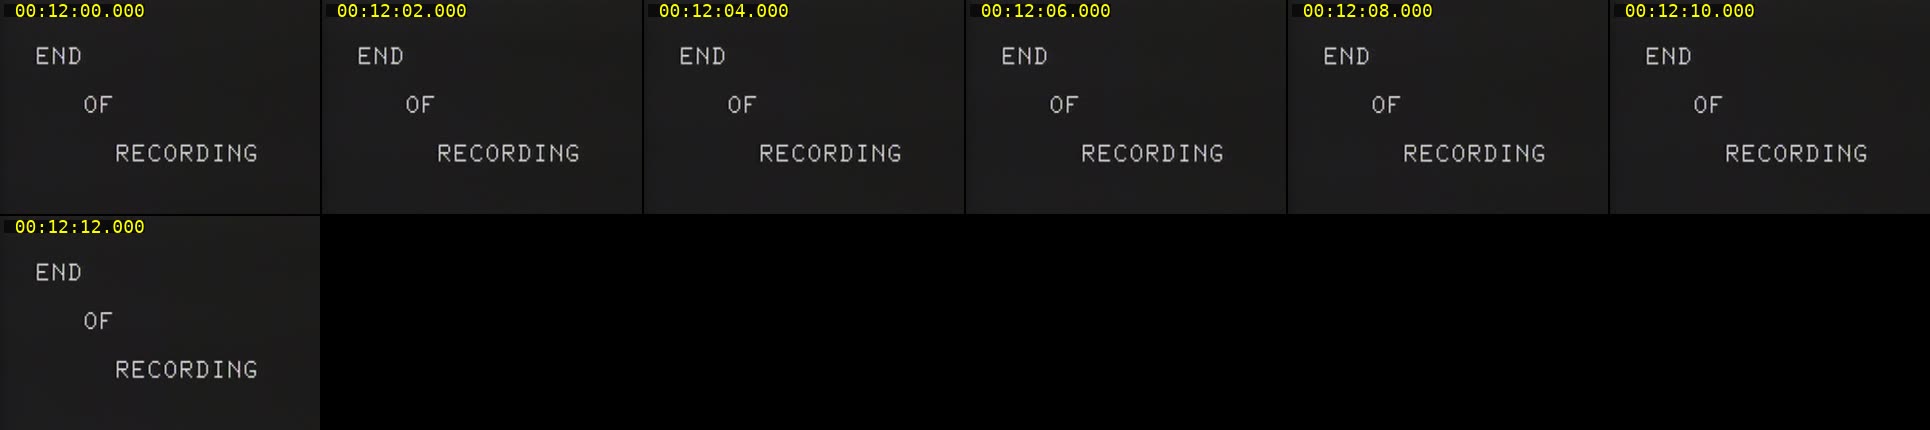 00:12:00.000 00:12:02.000 00:12:04.000 00:12:06.000 00:12:08.000 00:12:10.000
END END END END END END
OF OF OF OF OF OF
RECORDING RECORDING RECORDING RECORDING RECORDING RECORDING
00:12:12.000
END
OF
RECORDING